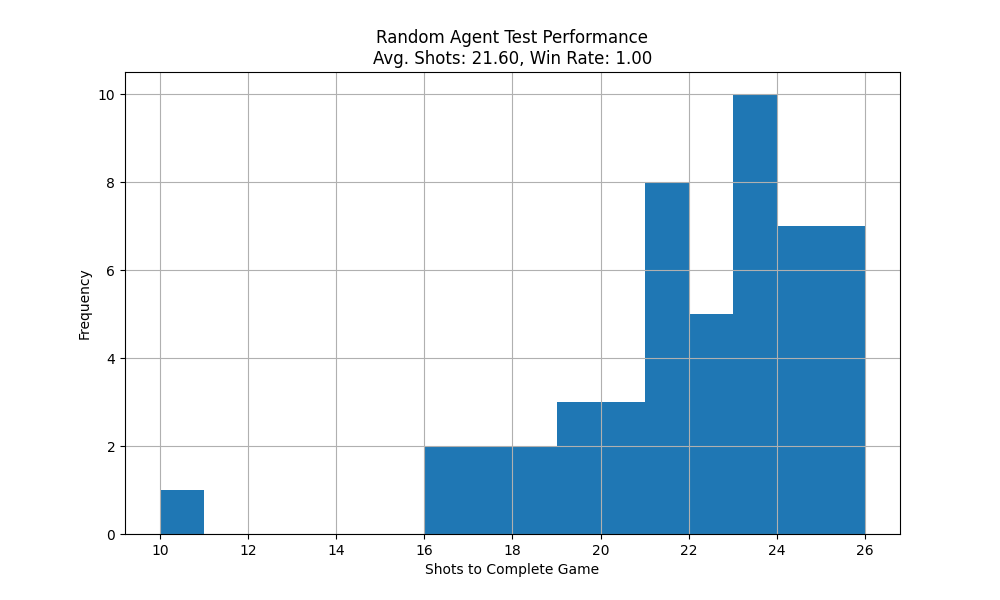 Random Agent Test Performance
Avg. Shots: 21.60, Win Rate: 1.00
10
8
6
4
2
0
Frequency
10 12 14 16 18 20 22 24 26
Shots to Complete Game